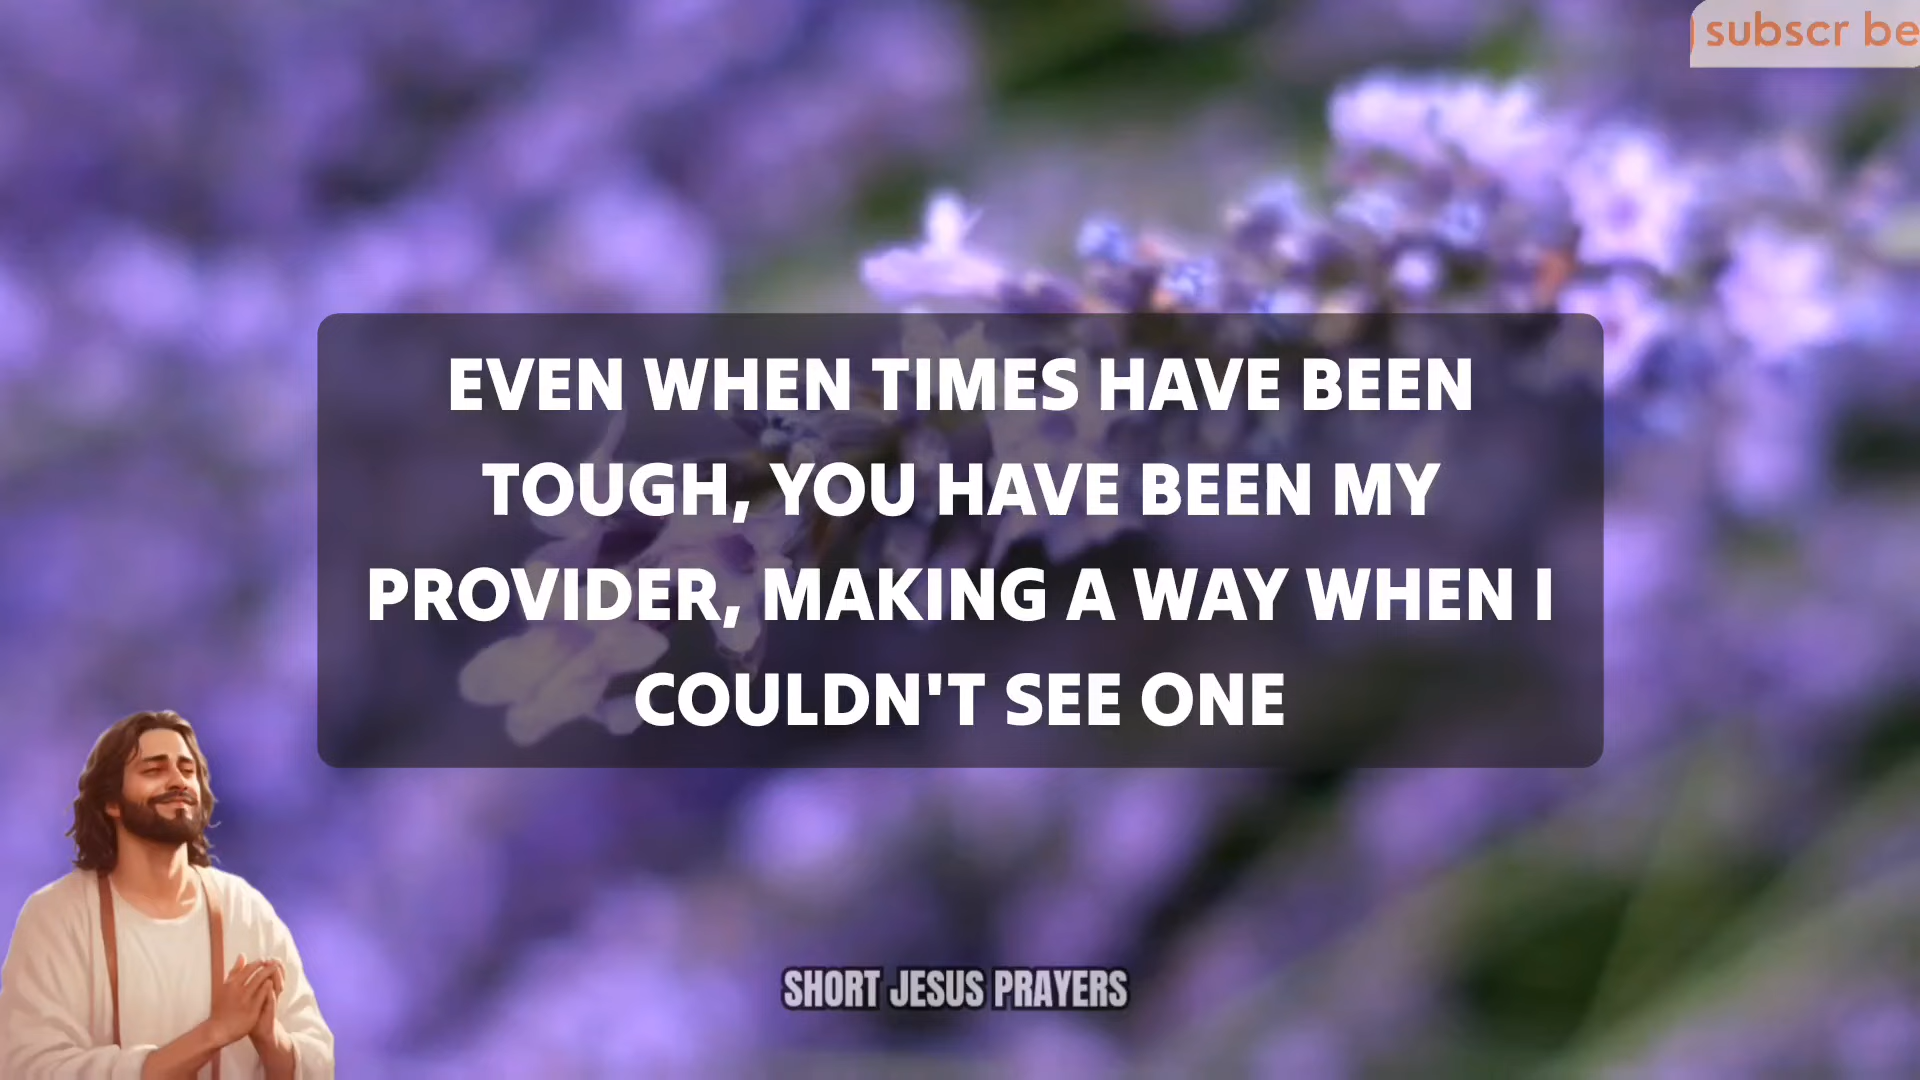 subscr be
EVEN WHEN TIMES HAVE BEEN
TOUGH, YOU HAVE BEEN MY
PROVIDER, MAKING A WAY WHEN I
COULDN'T SEE ONE
SHORT JESUS PRAYERS